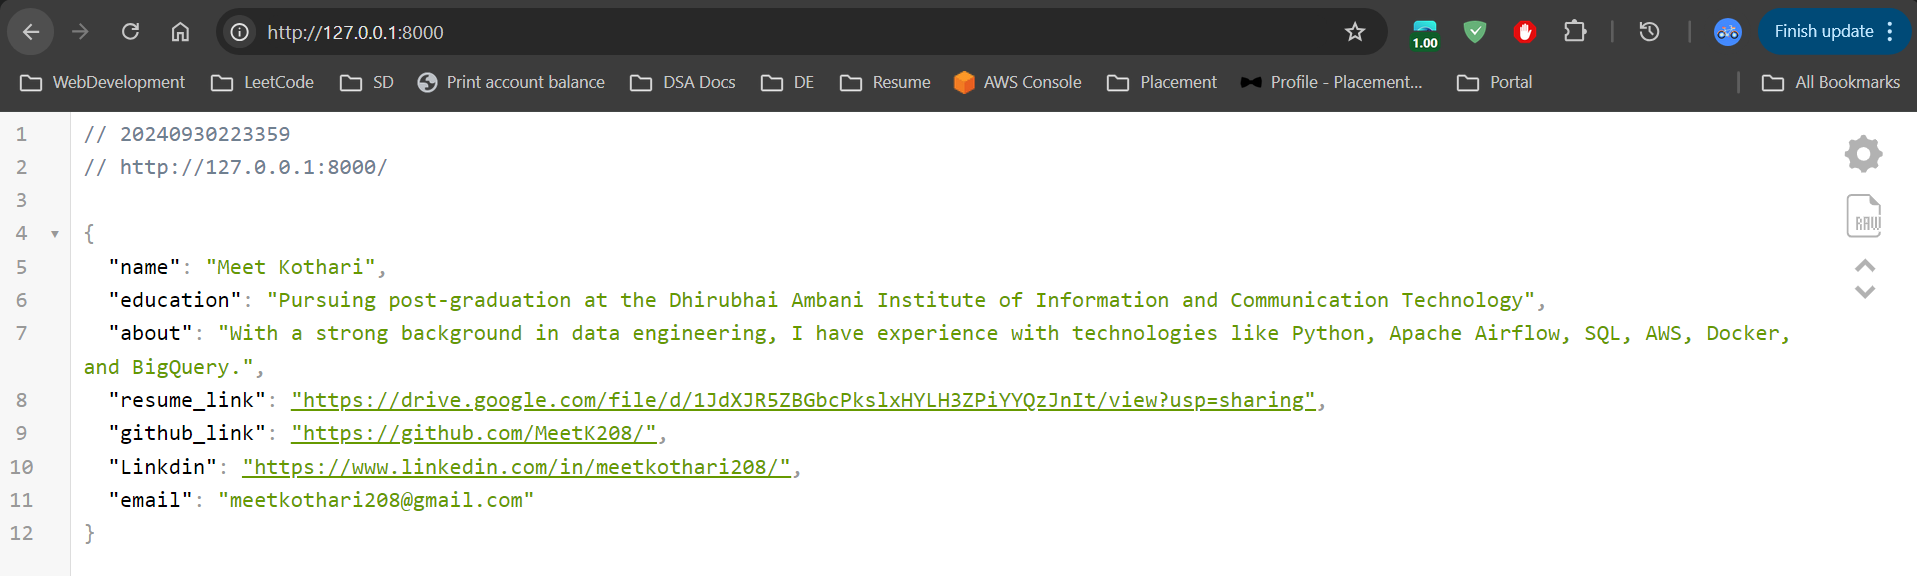 http://127.0.0.1:8000
1.00
Finish update
WebDevelopment LeetCode SD Print account balance DSA Docs DE Resume AWS Console Placement Profile - Placement... Portal All Bookmarks
1 // 20240930223359
2 // http://127.0.0.1:8000/
3
4 {
5 "name": "Meet Kothari",
6 "education": "Pursuing post-graduation at the Dhirubhai Ambani Institute of Information and Communication Technology",
7 "about": "With a strong background in data engineering, I have experience with technologies like Python, Apache Airflow, SQL, AWS, Docker,
and BigQuery.",
8 "resume_link": "https://drive.google.com/file/d/1JdXJR5ZBGbcPkslxHYLH3ZPiYYQzJnIt/view?usp=sharing",
9 "github_link": "https://github.com/MeetK208/",
10 "Linkdin": "https://www.linkedin.com/in/meetkothari208/",
11 "email": "meetkothari208@gmail.com"
12 }
RAW